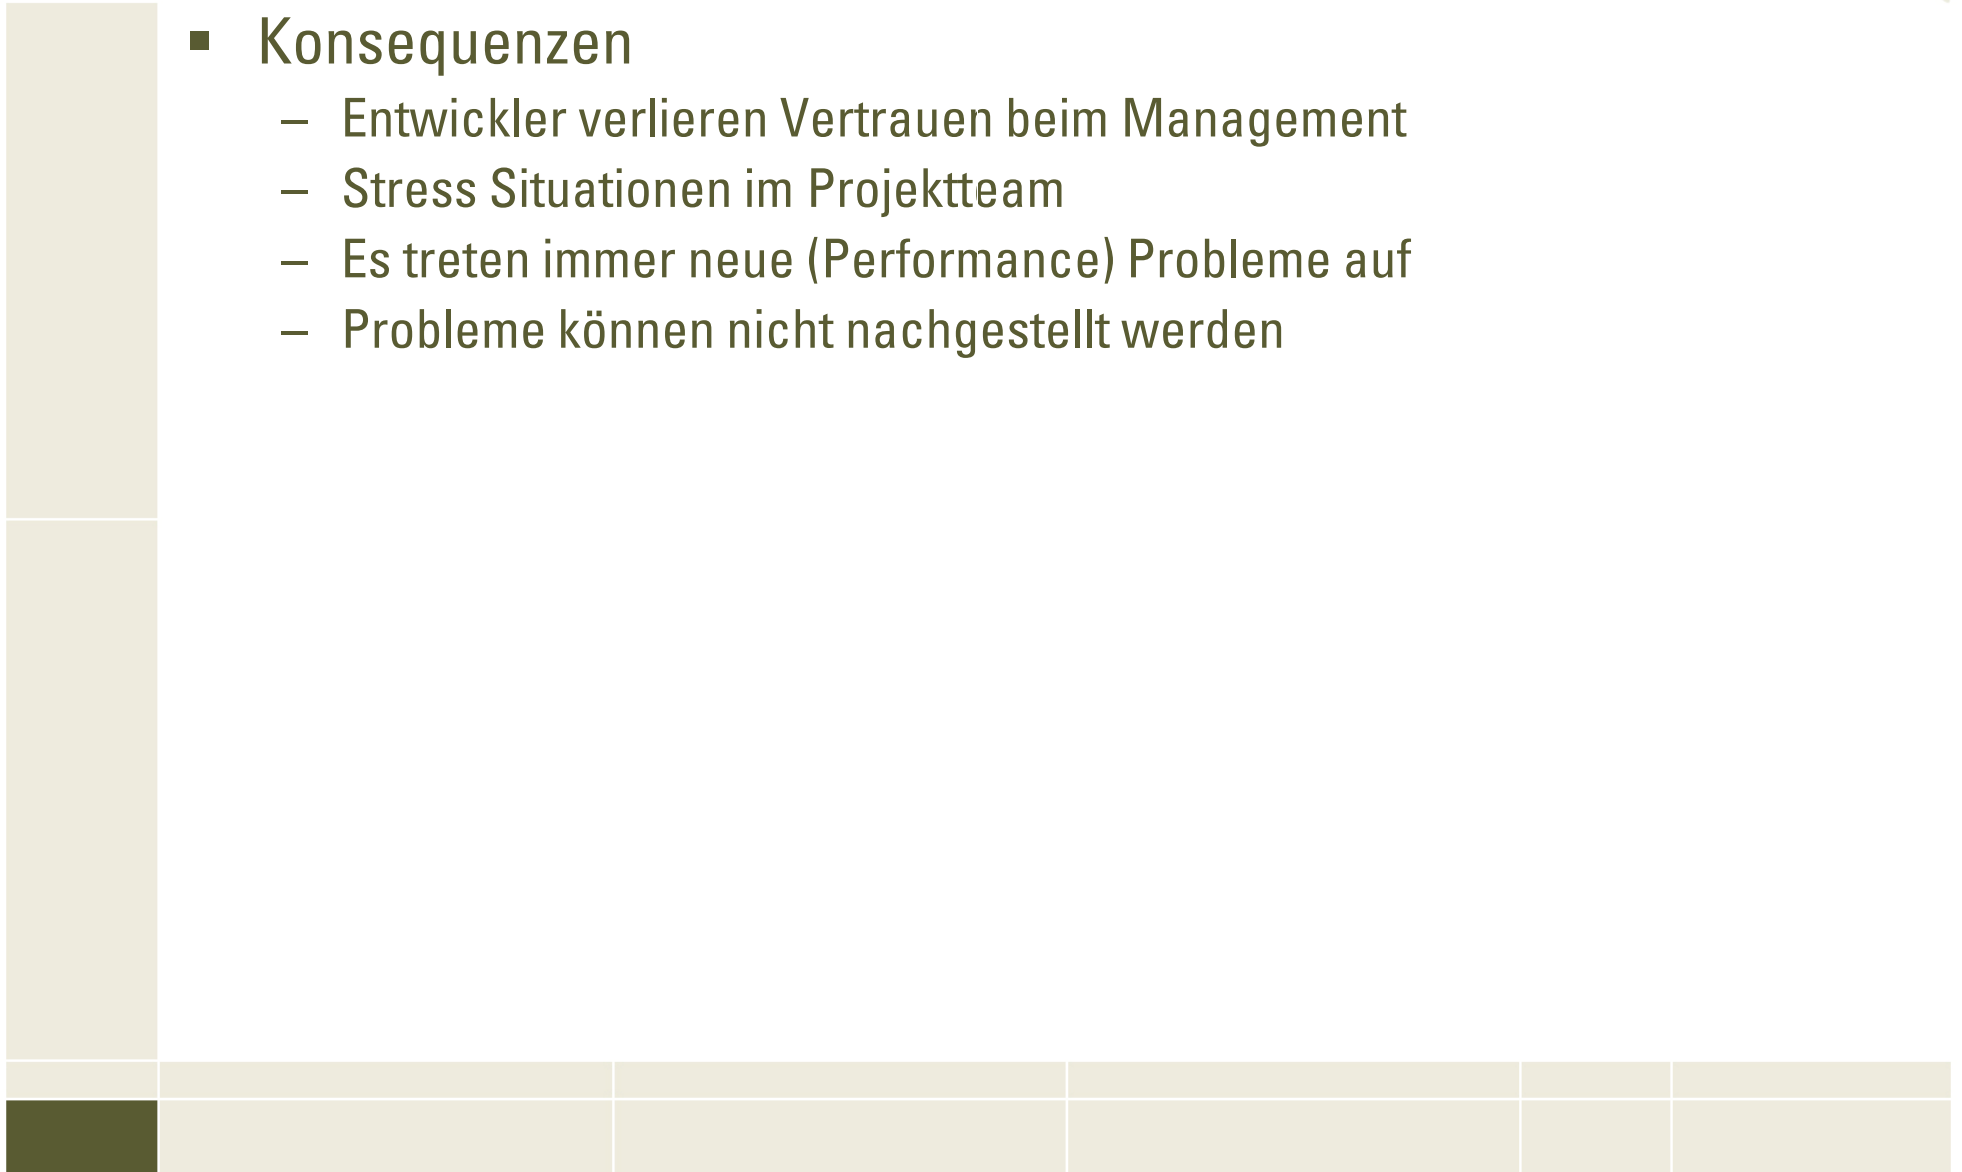 ▪ Konsequenzen
– Entwickler verlieren Vertrauen beim Management
– Stress Situationen im Projektteam
– Es treten immer neue (Performance) Probleme auf
– Probleme können nicht nachgestellt werden